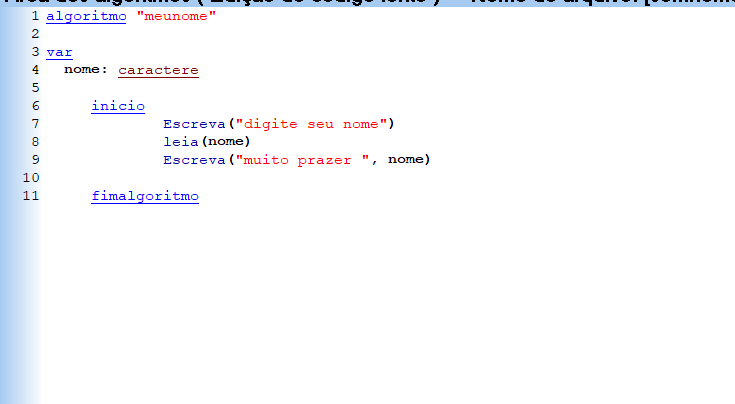 1 algoritmo "meunome"
2
3 var
4 nome: caractere
5
6 inicio
7 Escreva("digite seu nome")
8 leia(nome)
9 Escreva("muito prazer ", nome)
10
11 fimalgoritmo